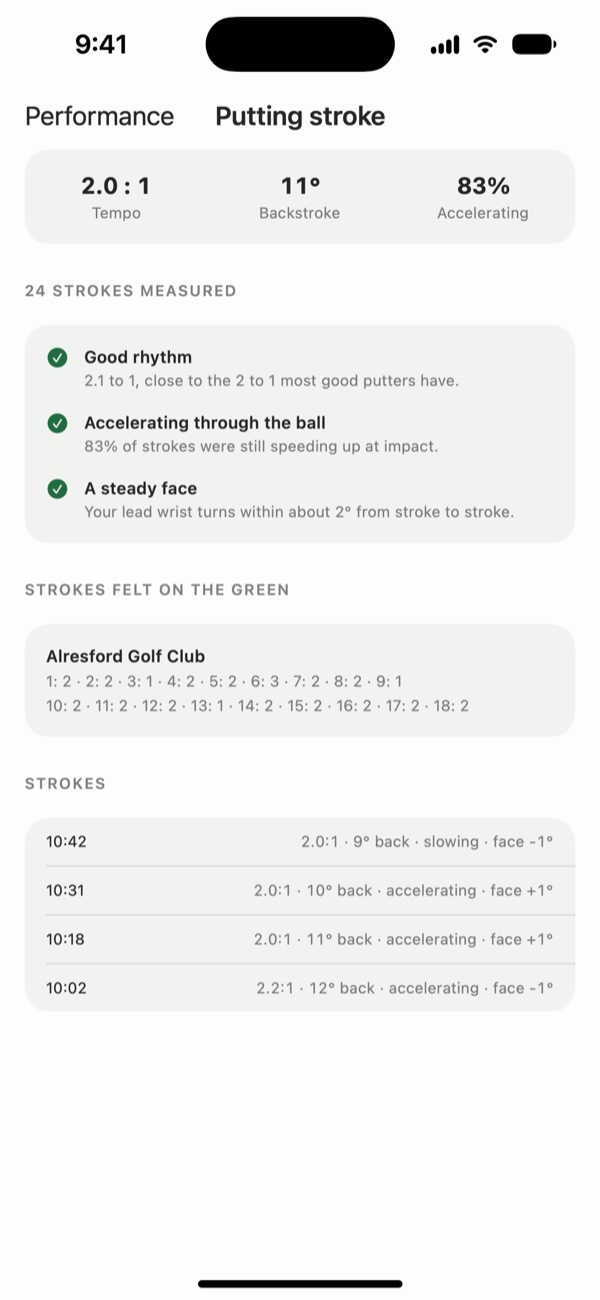 9:41
Performance
Putting stroke
2.0 : 1
Tempo
11°
Backstroke
83%
Accelerating
24 STROKES MEASURED
Good rhythm
2.1 to 1, close to the 2 to 1 most good putters have.
Accelerating through the ball
83% of strokes were still speeding up at impact.
A steady face
Your lead wrist turns within about 2° from stroke to stroke.
STROKES FELT ON THE GREEN
Alresford Golf Club
1: 2 · 2: 2 · 3: 1 · 4: 2 · 5: 2 · 6: 3 · 7: 2 · 8: 2 · 9: 1
10: 2 · 11: 2 · 12: 2 · 13: 1 · 14: 2 · 15: 2 · 16: 2 · 17: 2 · 18: 2
STROKES
10:42 2.0:1 · 9° back · slowing · face -1°
10:31 2.0:1 · 10° back · accelerating · face +1°
10:18 2.0:1 · 11° back · accelerating · face +1°
10:02 2.2:1 · 12° back · accelerating · face -1°